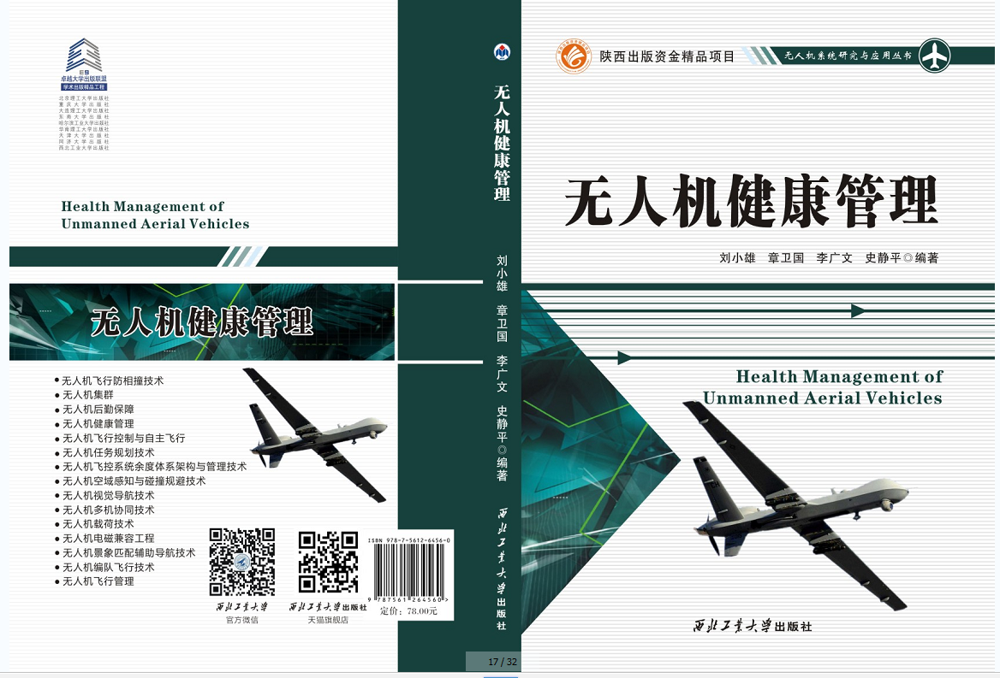 卓越大学出版联盟
学术出版精品工程
北京理工大学出版社
重庆大学出版社
大连理工大学出版社
东南大学出版社
哈尔滨工业大学出版社
华南理工大学出版社
天津大学出版社
同济大学出版社
西北工业大学出版社
Health Management of
Unmanned Aerial Vehicles
无人机健康管理
●无人机飞行防相撞技术
●无人机集群
●无人机后勤保障
●无人机健康管理
●无人机飞行控制与自主飞行
●无人机任务规划技术
●无人机飞控系统余度体系架构与管理技术
●无人机空域感知与碰撞规避技术
●无人机视觉导航技术
●无人机多机协同技术
●无人机载荷技术
●无人机电磁兼容工程
●无人机景象匹配辅助导航技术
●无人机编队飞行技术
●无人机飞行管理
西北工业大学
官方微信
西北工业大学出版社
天猫旗舰店
ISBN 978-7-5612-6456-0
9 787561 264560 >
定价：78.00元
无人机健康管理
刘小雄 章卫国 李广文 史静平◎编著
西北工业大学出版社
17 / 32
陕西出版资金精品项目
无人机系统研究与应用丛书
无人机健康管理
刘小雄 章卫国 李广文 史静平◎编著
Health Management of
Unmanned Aerial Vehicles
西北工业大学出版社